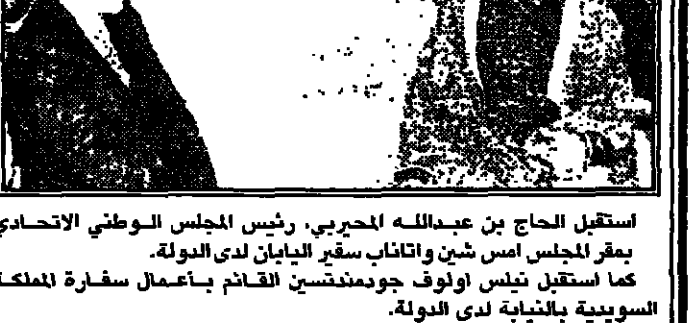 استقبل الحاج بن عبدالله المحيربي، رئيس المجلس الوطني الاتحادي
بمقر المجلس امس شين واتاناب سفير اليابان لدى الدولة.
كما استقبل نيلس اولوف جودمندتسين القائم بأعمال سفارة المملكة
السويدية بالنيابة لدى الدولة.